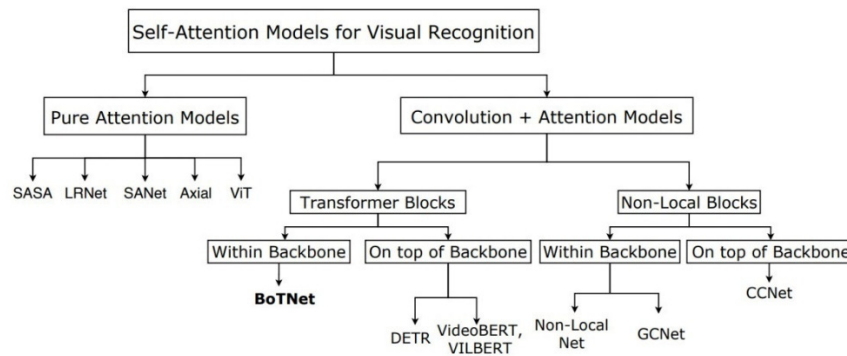 Self-Attention Models for Visual Recognition
Pure Attention Models
Convolution + Attention Models
SASA LRNet SANet Axial ViT
Transformer Blocks
Non-Local Blocks
Within Backbone
On top of Backbone
Within Backbone
On top of Backbone
BoTNet
DETR
VideoBERT,
VILBERT
Non-Local
Net
GCNet
CCNet